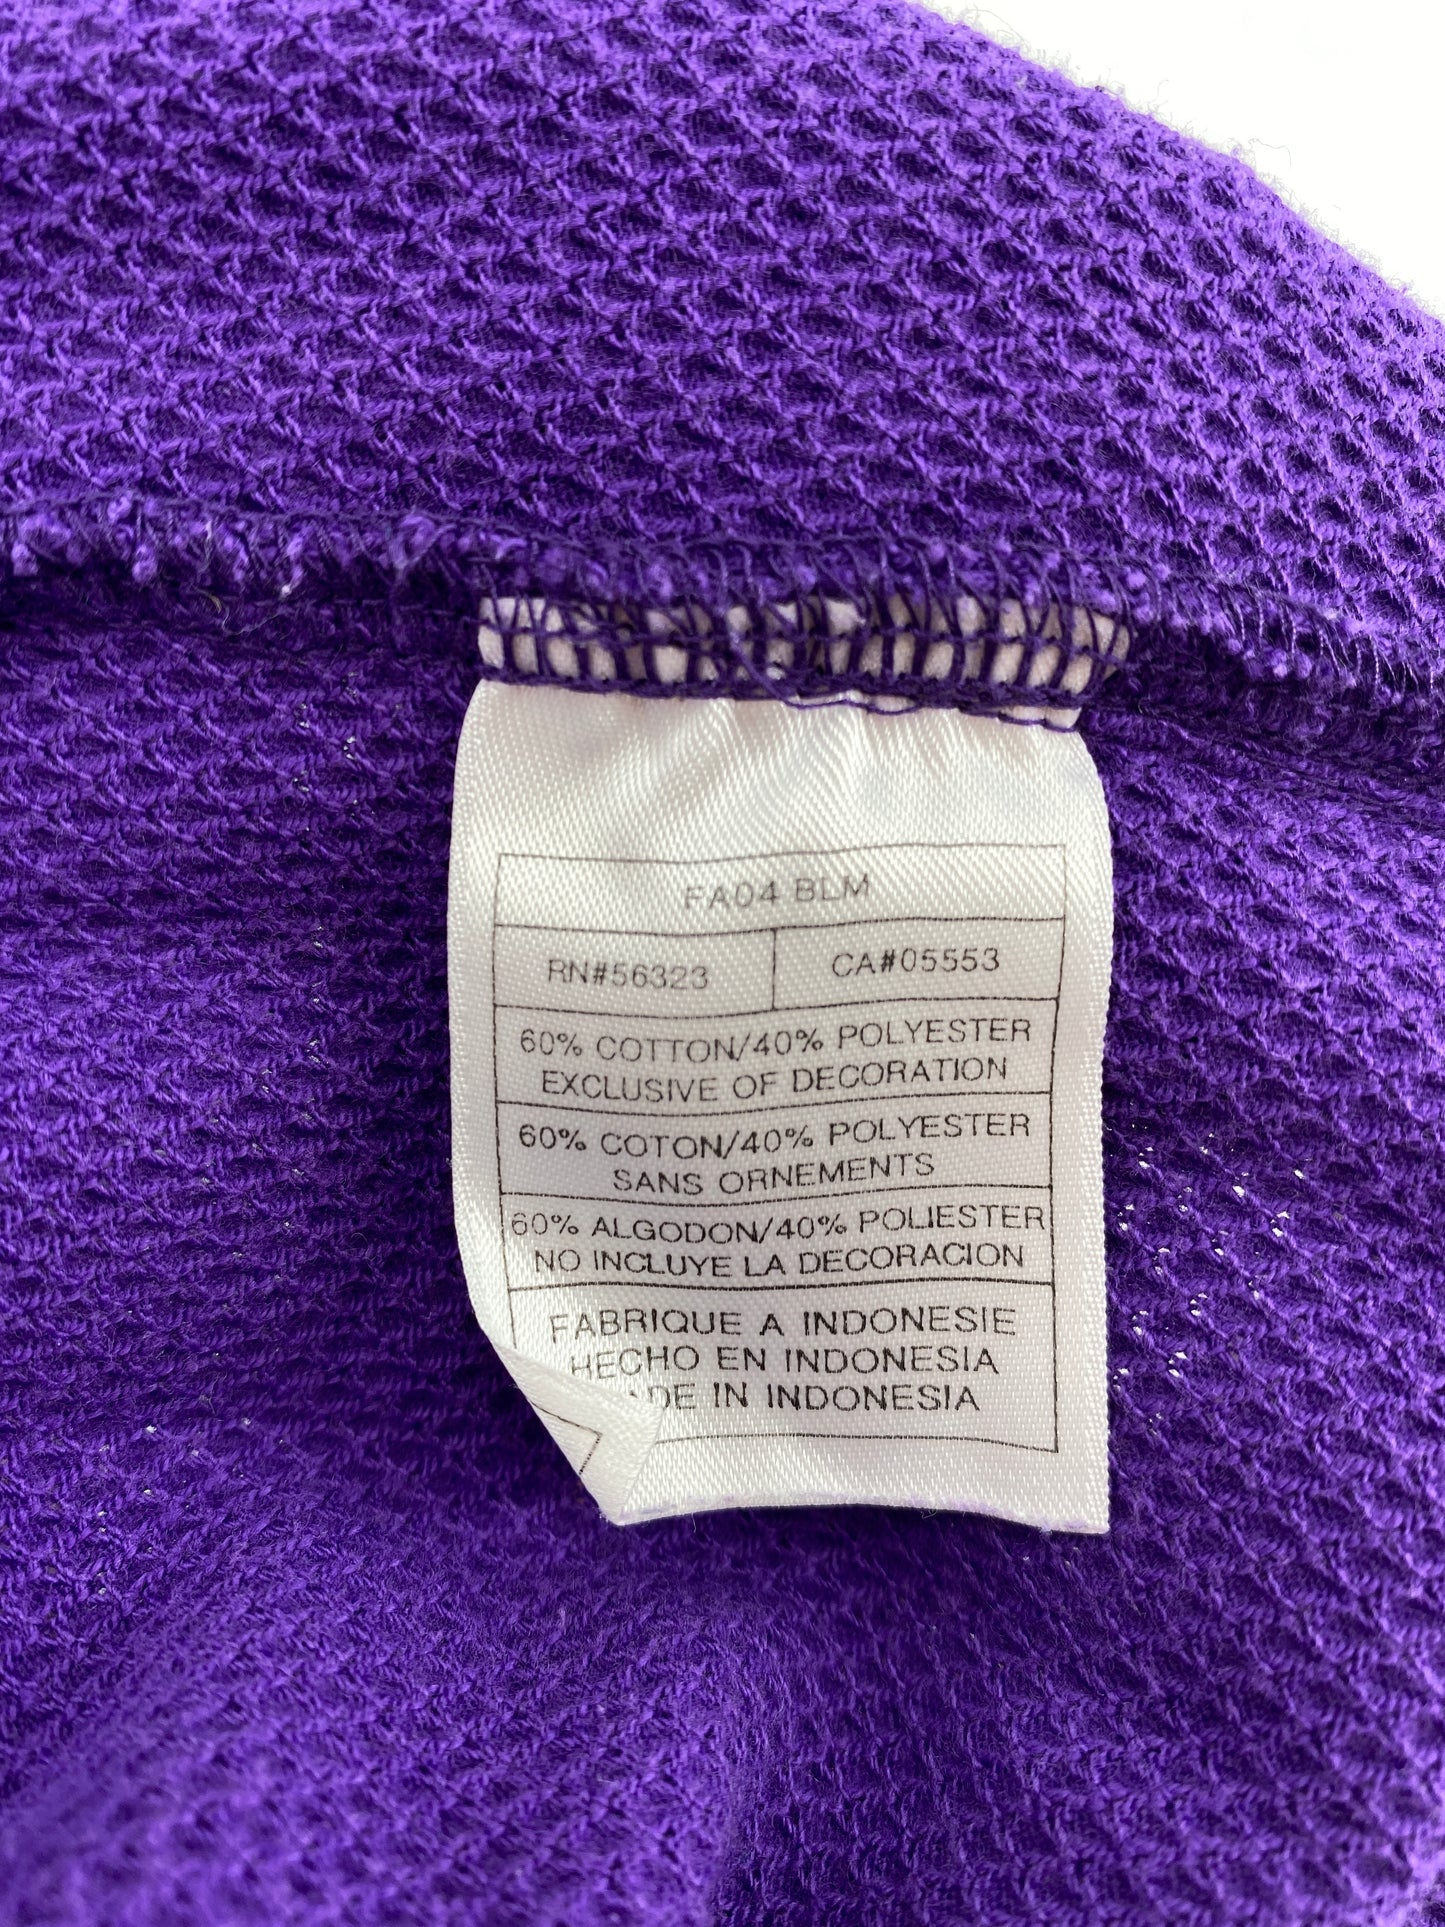 FA04 BLM
RN#56323 CA#05553
60% COTTON/40% POLYESTER
EXCLUSIVE OF DECORATION
60% COTON/40% POLYESTER
SANS ORNEMENTS
60% ALGODON/40% POLIESTER
NO INCLUYE LA DECORACION
FABRIQUE A INDONESIE
HECHO EN INDONESIA
MADE IN INDONESIA